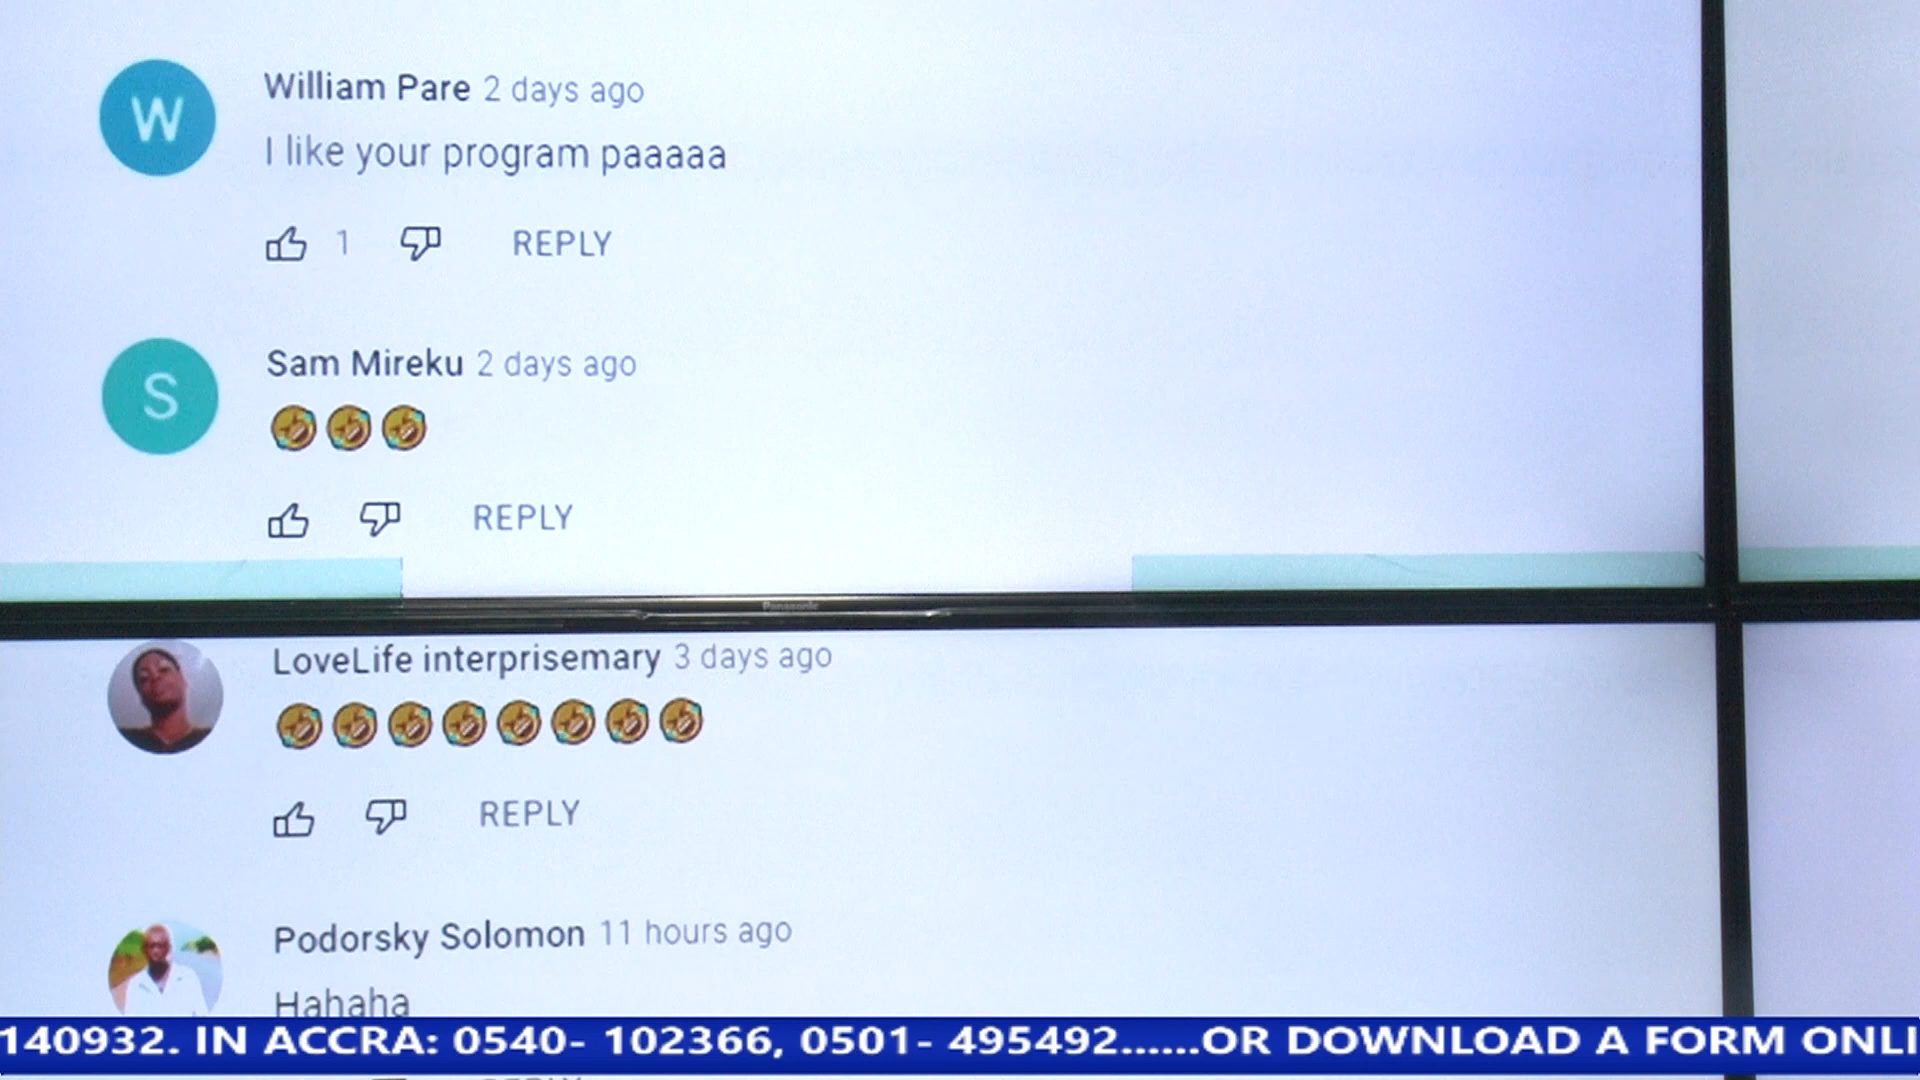 W
William Pare 2 days ago
I like your program paaaaa
1
REPLY
S
Sam Mireku 2 days ago
🤣🤣🤣
REPLY
Panasonic
LoveLife interprisemary 3 days ago
🤣🤣🤣🤣🤣🤣🤣🤣
REPLY
Podorsky Solomon 11 hours ago
Hahaha
140932. IN ACCRA: 0540- 102366, 0501- 495492......OR DOWNLOAD A FORM ONLI